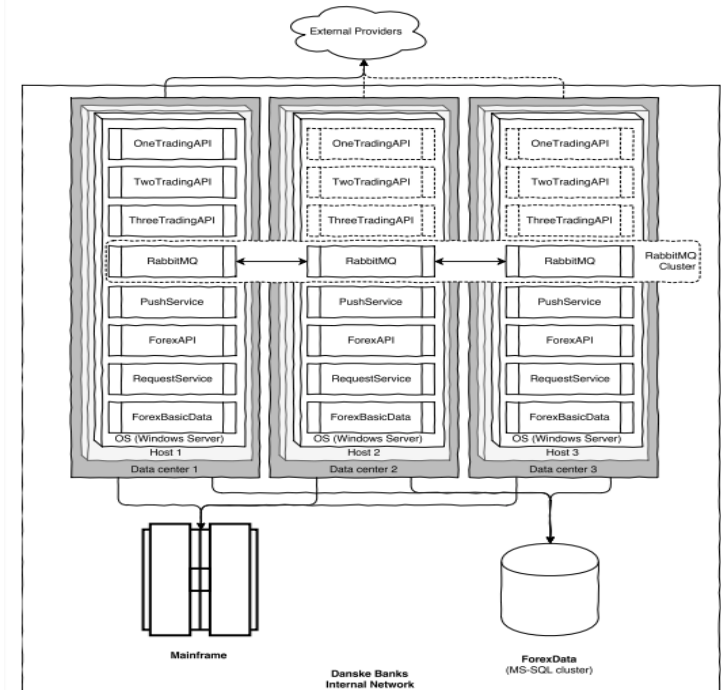 External Providers
OneTradingAPI
OneTradingAPI
OneTradingAPI
TwoTradingAPI
TwoTradingAPI
TwoTradingAPI
ThreeTradingAPI
ThreeTradingAPI
ThreeTradingAPI
RabbitMQ
RabbitMQ
RabbitMQ
RabbitMQ
Cluster
PushService
PushService
PushService
ForexAPI
ForexAPI
ForexAPI
RequestService
RequestService
RequestService
ForexBasicData
ForexBasicData
ForexBasicData
OS (Windows Server)
OS (Windows Server)
OS (Windows Server)
Host 1
Host 2
Host 3
Data center 1
Data center 2
Data center 3
Mainframe
ForexData
(MS-SQL cluster)
Danske Banks
Internal Network